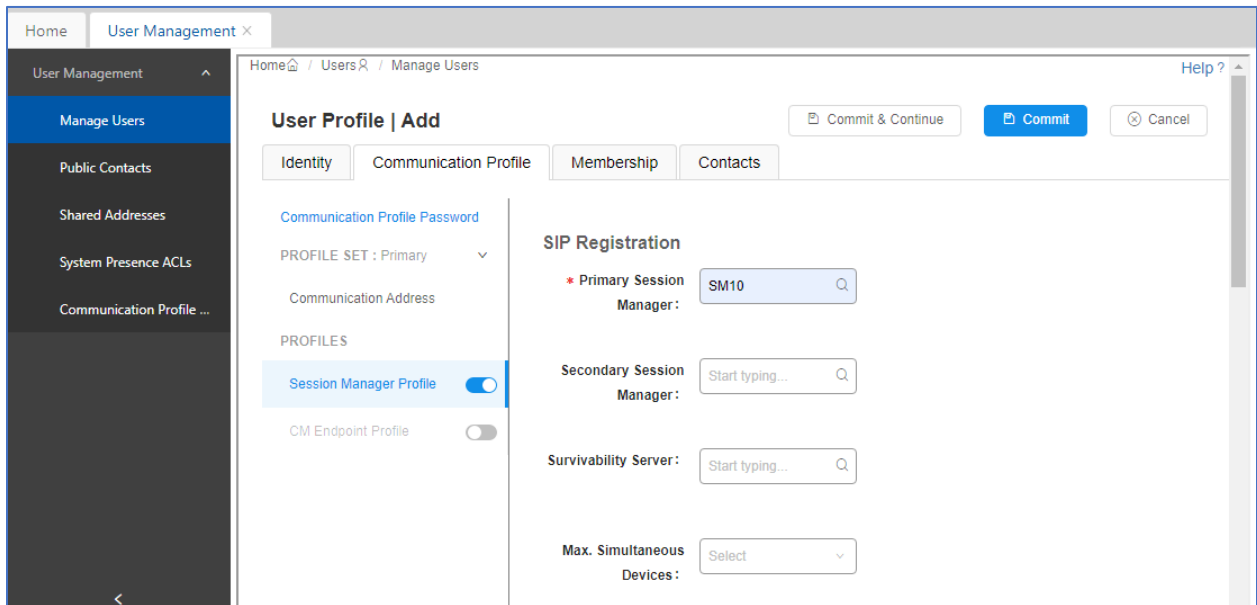 Home
User Management ×
User Management
Manage Users
Public Contacts
Shared Addresses
System Presence ACLs
Communication Profile ...
<
Home / Users / Manage Users
Help ?
User Profile | Add
Commit & Continue
Commit
Cancel
Identity
Communication Profile
Membership
Contacts
Communication Profile Password
PROFILE SET : Primary
Communication Address
PROFILES
Session Manager Profile
CM Endpoint Profile
SIP Registration
* Primary Session
Manager :
SM10
Secondary Session
Manager :
Start typing...
Survivability Server :
Start typing...
Max. Simultaneous
Devices :
Select